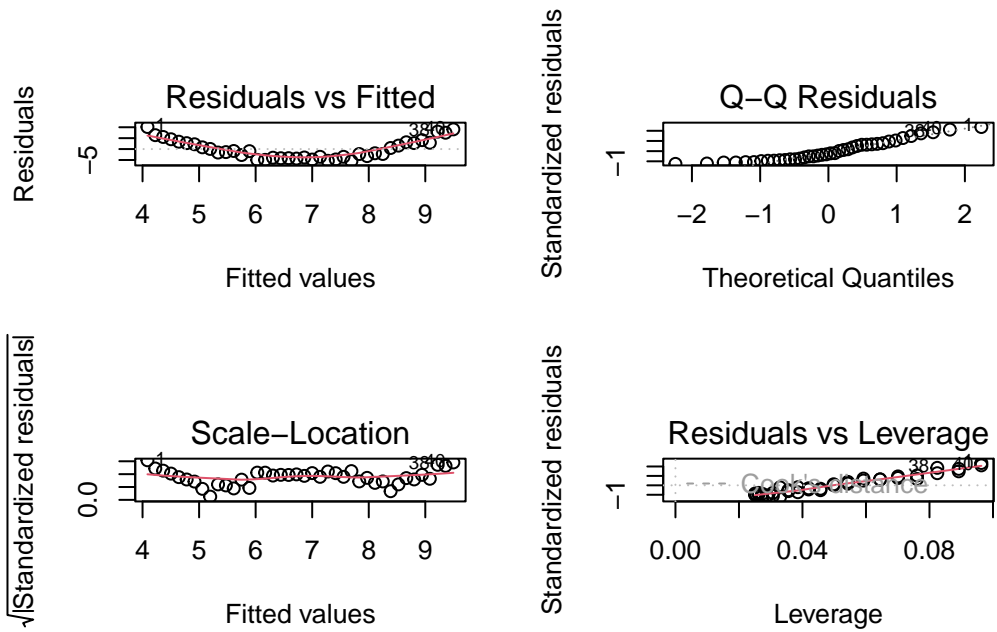 Residuals vs Fitted
Residuals
−5
1
38
40
4 5 6 7 8 9
Fitted values
Q−Q Residuals
Standardized residuals
−1
38
40
1
−2 −1 0 1 2
Theoretical Quantiles
Scale−Location
√|Standardized residuals|
0.0
1
38
40
4 5 6 7 8 9
Fitted values
Residuals vs Leverage
Standardized residuals
−1
Cook's distance
38
40
1
0.00 0.04 0.08
Leverage